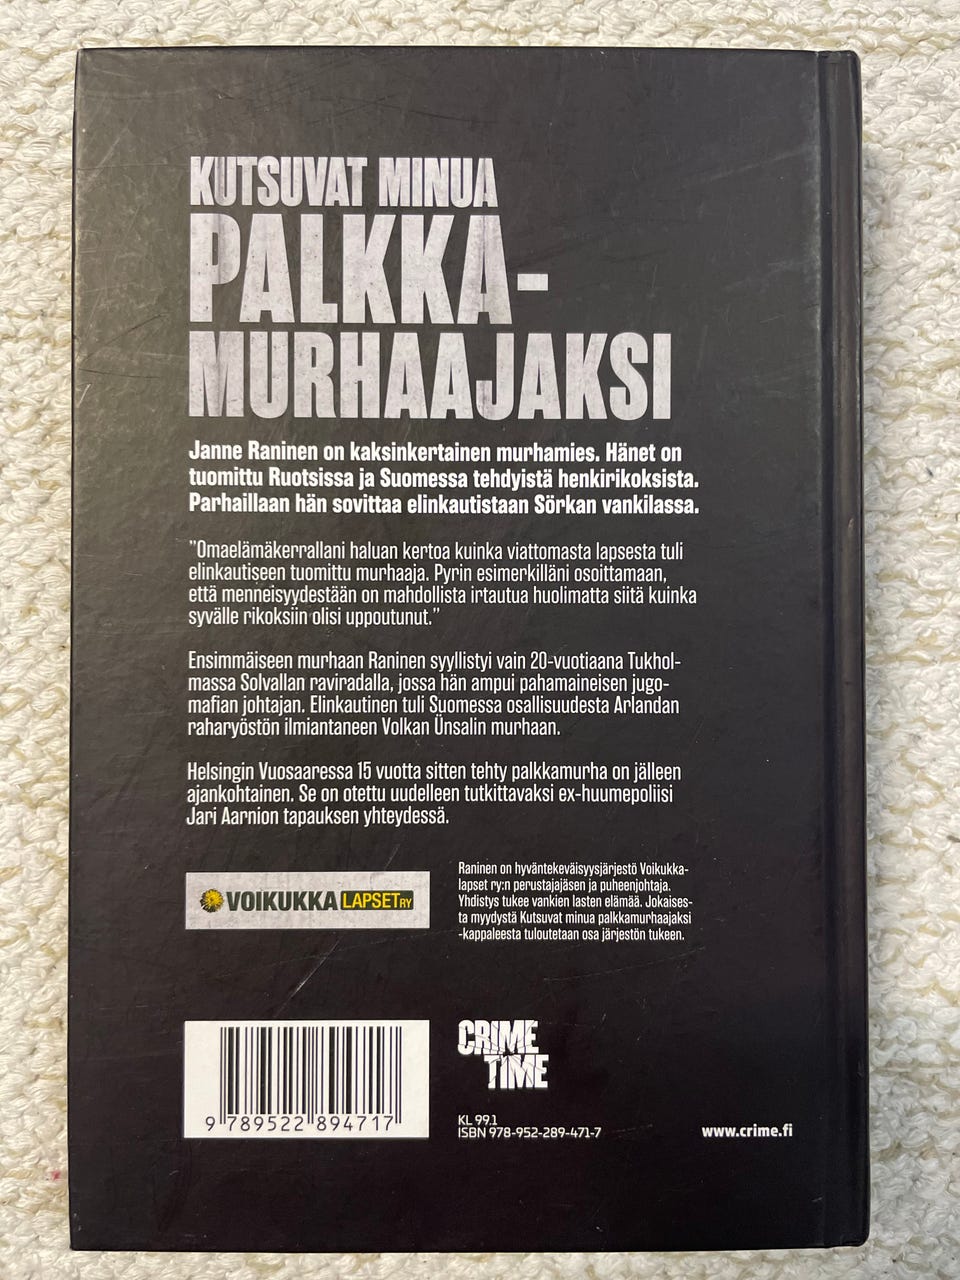 KUTSUVAT MINUA
PALKKA-
MURHAAJAKSI
Janne Raninen on kaksinkertainen murhamies. Hänet on
tuomittu Ruotsissa ja Suomessa tehdyistä henkirikoksista.
Parhaillaan hän sovittaa elinkautistaan Sörkan vankilassa.
”Omaelämäkerrallani haluan kertoa kuinka viattomasta lapsesta tuli
elinkautiseen tuomittu murhaaja. Pyrin esimerkilläni osoittamaan,
että menneisyydestään on mahdollista irtautua huolimatta siitä kuinka
syvälle rikoksiin olisi uppoutunut.”
Ensimmäiseen murhaan Raninen syyllistyi vain 20-vuotiaana Tukhol-
massa Solvallan raviradalla, jossa hän ampui pahamaineisen jugo-
mafian johtajan. Elinkautinen tuli Suomessa osallisuudesta Arlandan
raharyöstön ilmiantaneen Volkan Ünsalin murhaan.
Helsingin Vuosaaressa 15 vuotta sitten tehty palkkamurha on jälleen
ajankohtainen. Se on otettu uudelleen tutkittavaksi ex-huumepoliisi
Jari Aarnion tapauksen yhteydessä.
VOIKUKKA LAPSET RY
Raninen on hyväntekeväisyysjärjestö Voikukka-
lapset ry:n perustajajäsen ja puheenjohtaja.
Yhdistys tukee vankien lasten elämää. Jokaises-
ta myydystä Kutsuvat minua palkkamurhaajaksi
-kappaleesta tuloutetaan osa järjestön tukeen.
CRIME
TIME
9 789522 894717
KL 99.1
ISBN 978-952-289-471-7
www.crime.fi